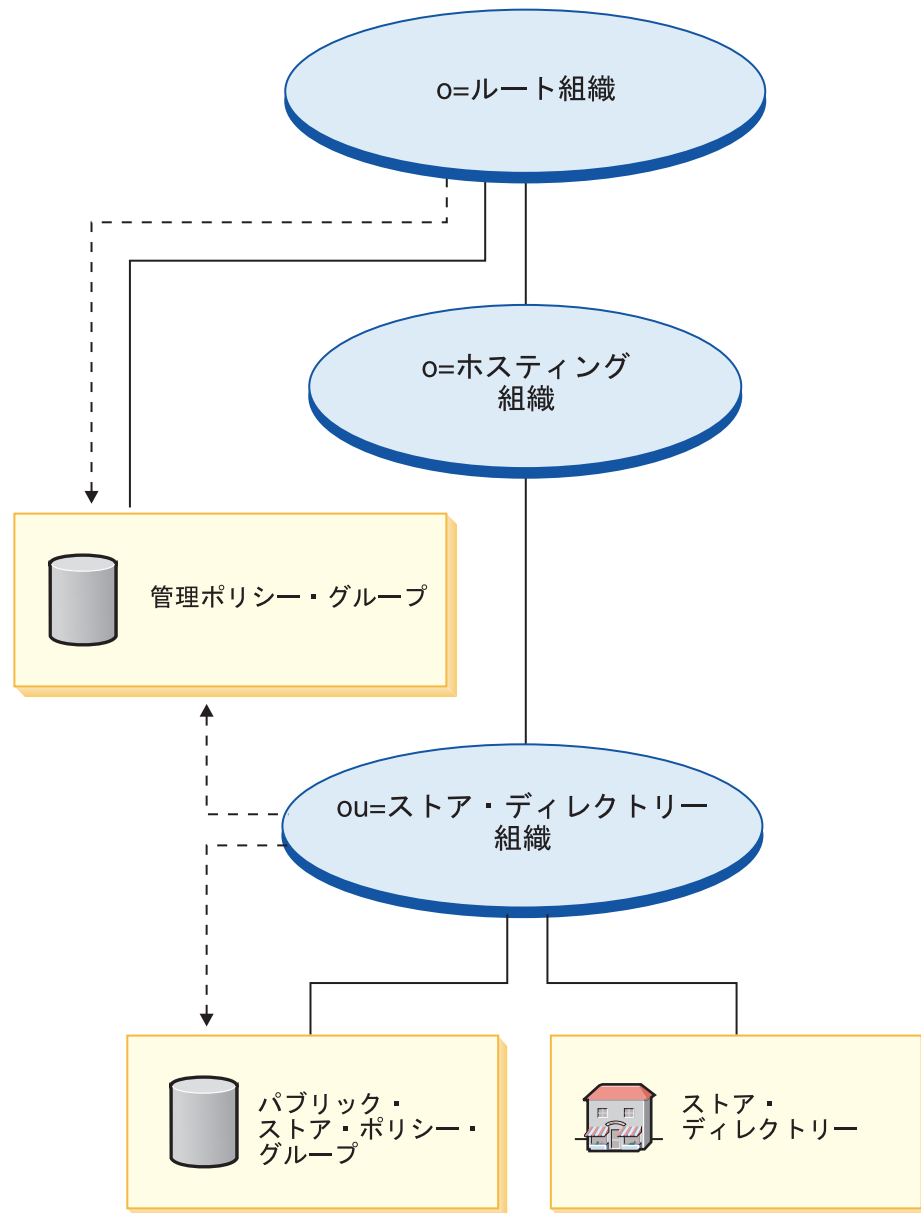 o=ルート組織
o=ホスティング
組織
管理ポリシー・グループ
ou=ストア・ディレクトリー
組織
パブリック・
ストア・ポリシー・
グループ
ストア・
ディレクトリー